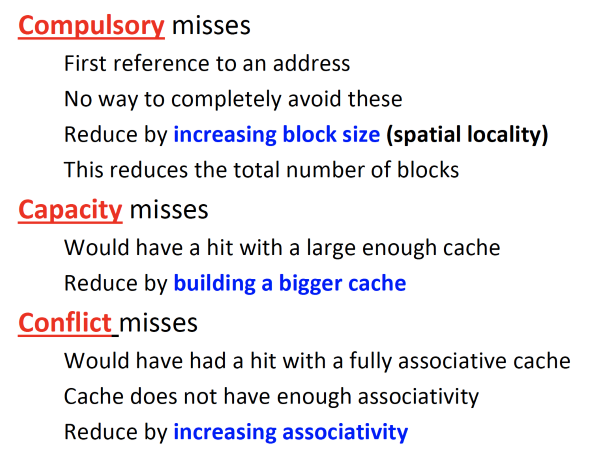 Compulsory misses
First reference to an address
No way to completely avoid these
Reduce by increasing block size (spatial locality)
This reduces the total number of blocks
Capacity misses
Would have a hit with a large enough cache
Reduce by building a bigger cache
Conflict misses
Would have had a hit with a fully associative cache
Cache does not have enough associativity
Reduce by increasing associativity